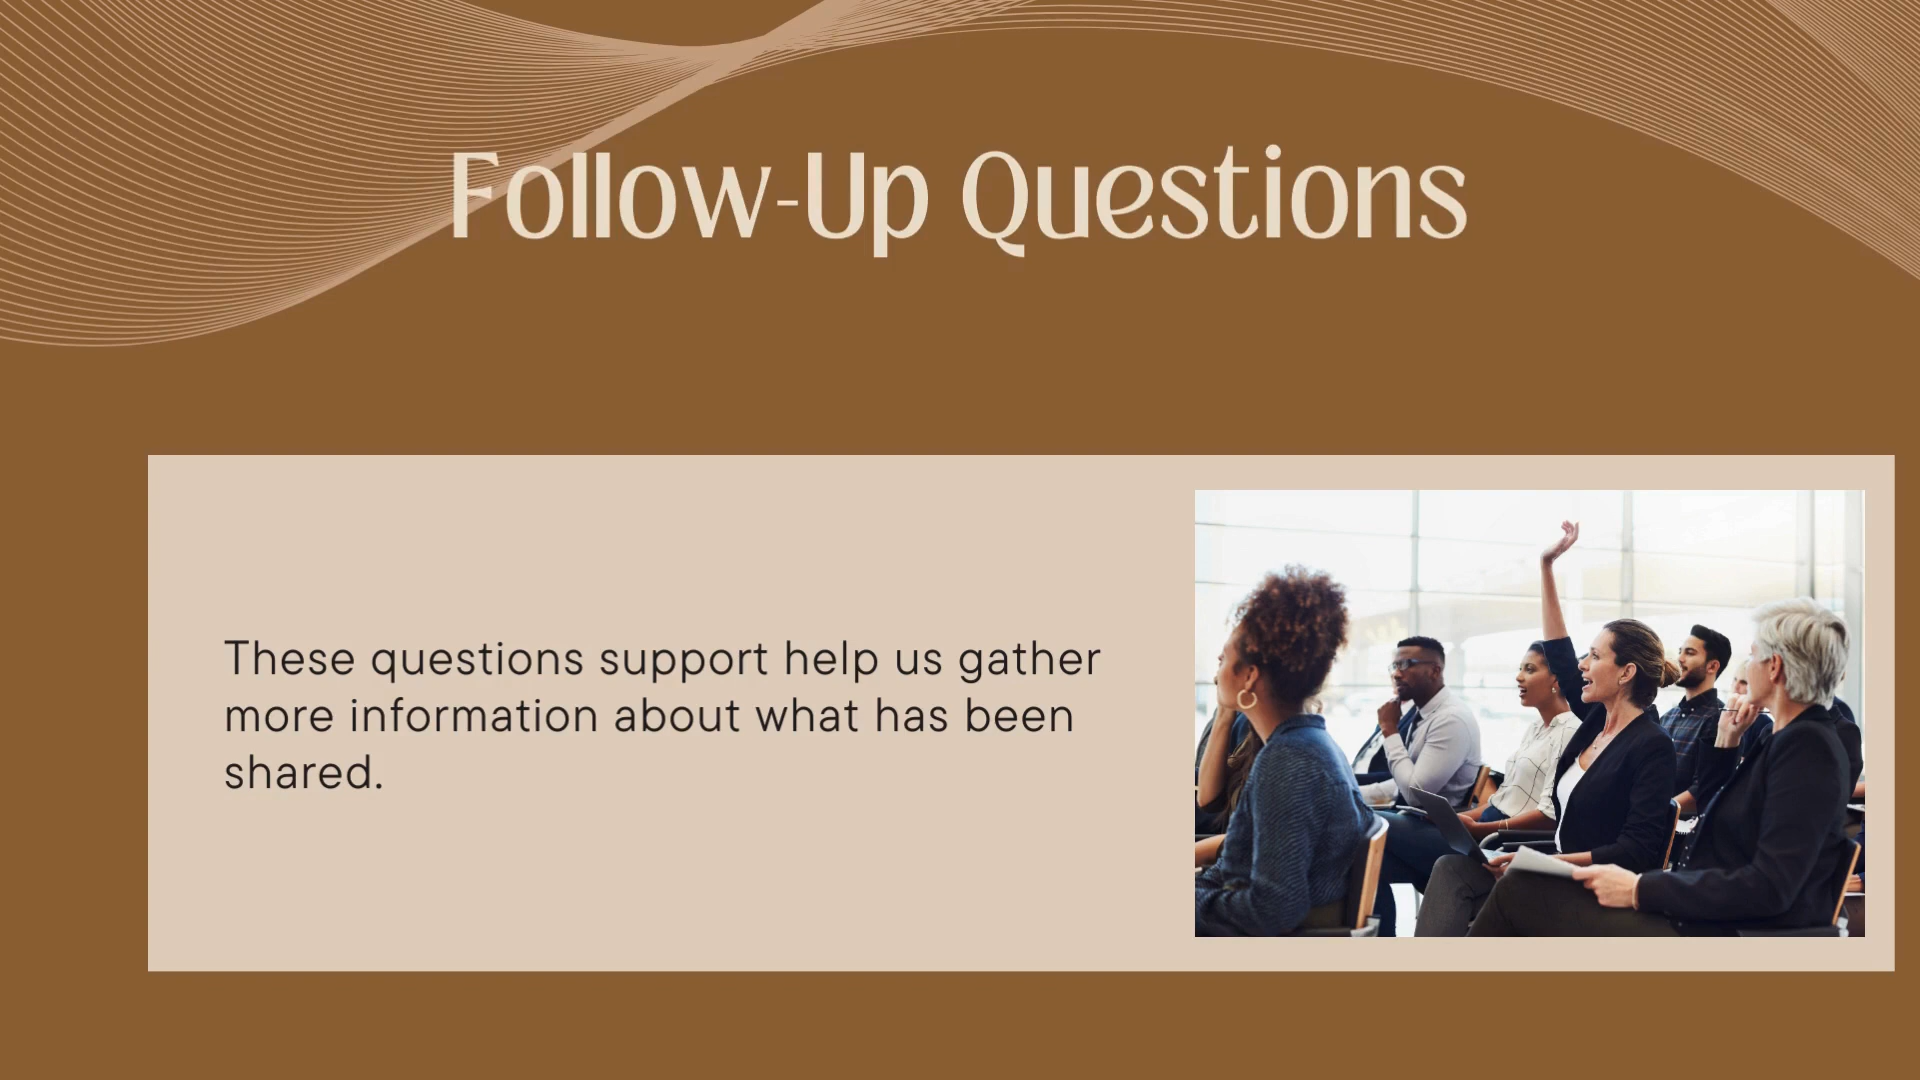 Follow-Up Questions
These questions support help us gather
more information about what has been
shared.